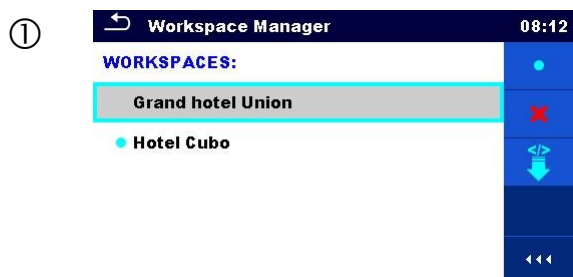 ①
Workspace Manager 08:12
WORKSPACES:
Grand hotel Union
Hotel Cubo
</>